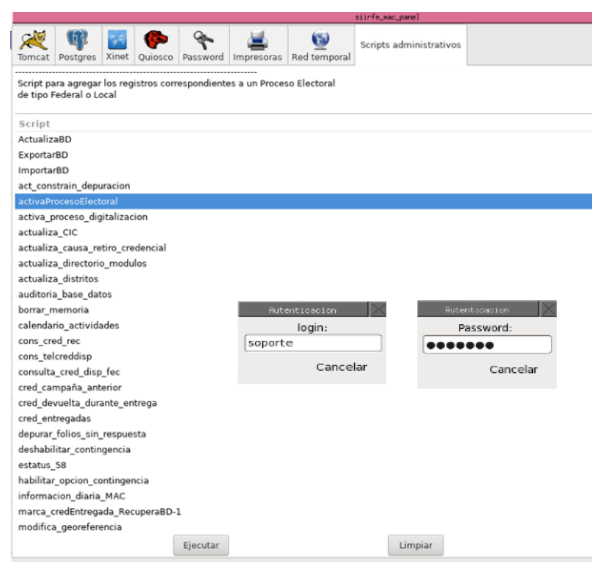 siirfe_mac_panel
Tomcat Postgres Xinet Quiosco Password Impresoras Red temporal Scripts administrativos
Script para agregar los registros correspondientes a un Proceso Electoral
de tipo Federal o Local
Script
ActualizaBD
ExportarBD
ImportarBD
act_constrain_depuracion
activaProcesoElectoral
activa_proceso_digitalizacion
actualiza_CIC
actualiza_causa_retiro_credencial
actualiza_directorio_modulos
actualiza_distritos
auditoria_base_datos
borrar_memoria
calendario_actividades
cons_cred_rec
cons_telcreddisp
consulta_cred_disp_fec
cred_campaña_anterior
cred_devuelta_durante_entrega
cred_entregadas
depurar_folios_sin_respuesta
deshabilitar_contingencia
estatus_58
habilitar_opcion_contingencia
informacion_diaria_MAC
marca_credEntregada_RecuperaBD-1
modifica_georeferencia
Autenticacion
login:
soporte
Cancelar
Autenticacion
Password:
●●●●●●●
Cancelar
Ejecutar Limpiar